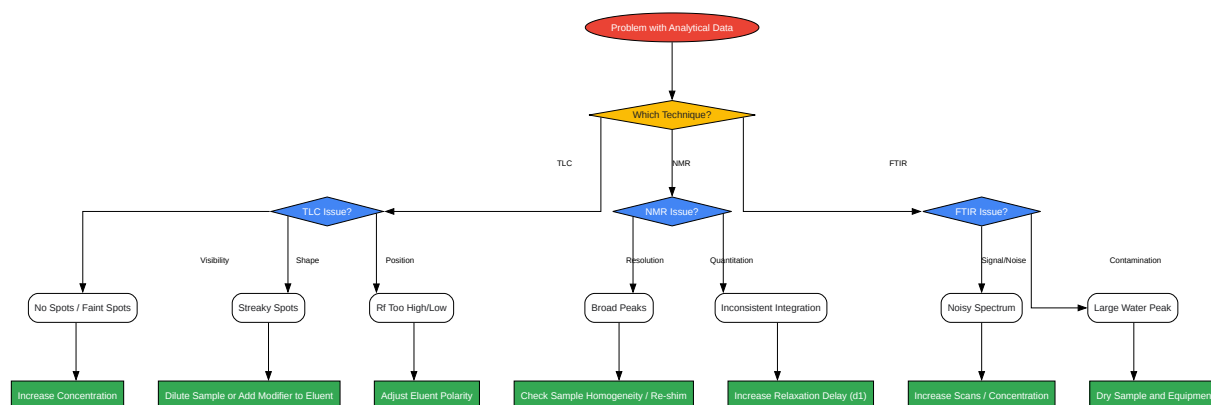 Problem with Analytical Data
Which Technique?
TLC
NMR
FTIR
TLC Issue?
NMR Issue?
FTIR Issue?
Visibility
Shape
Position
Resolution
Quantitation
Signal/Noise
Contamination
No Spots / Faint Spots
Streaky Spots
Rf Too High/Low
Broad Peaks
Inconsistent Integration
Noisy Spectrum
Large Water Peak
Increase Concentration
Dilute Sample or Add Modifier to Eluent
Adjust Eluent Polarity
Check Sample Homogeneity / Re-shim
Increase Relaxation Delay (d1)
Increase Scans / Concentration
Dry Sample and Equipmen